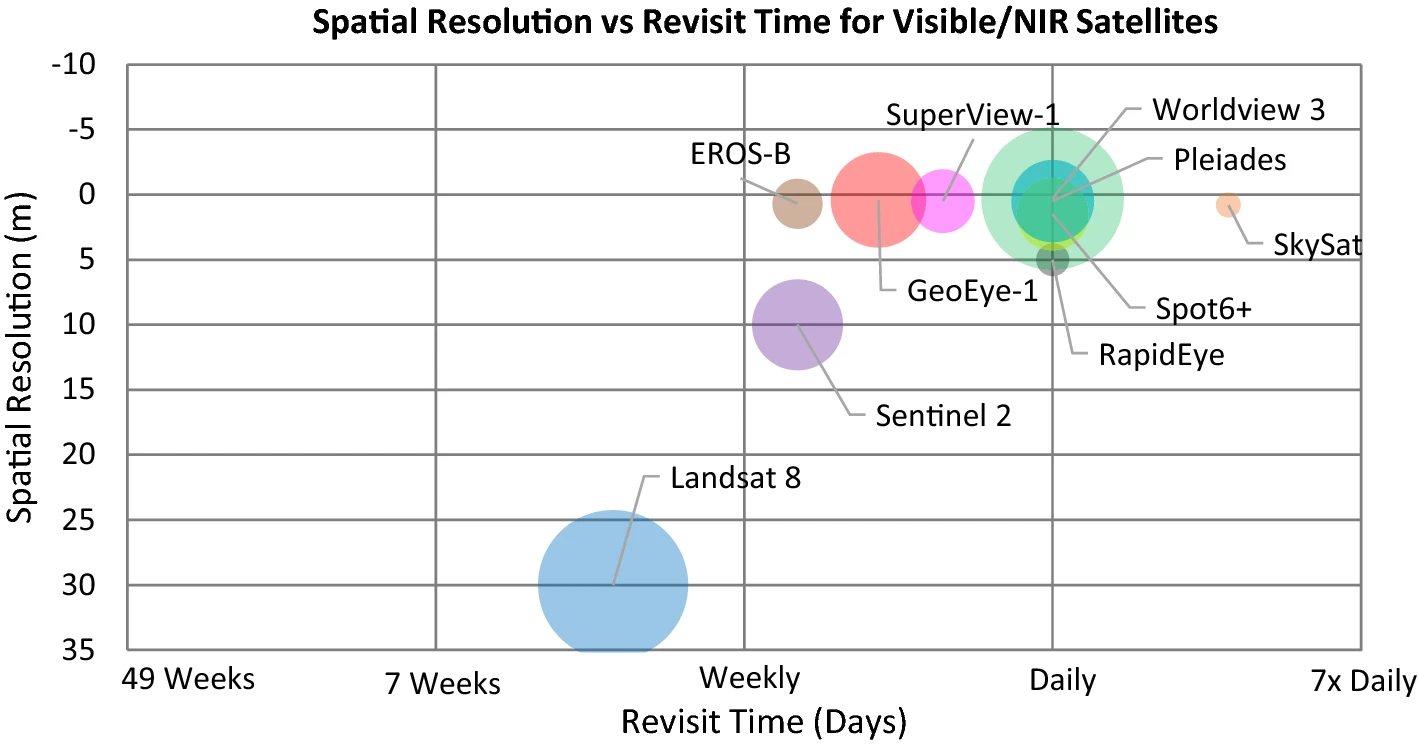 Spatial Resolution vs Revisit Time for Visible/NIR Satellites
-10
-5
0
5
10
15
20
25
30
35
Spatial Resolution (m)
Worldview 3
SuperView-1
EROS-B
Pleiades
SkySat
GeoEye-1
Spot6+
RapidEye
Sentinel 2
Landsat 8
49 Weeks
7 Weeks
Weekly
Daily
7x Daily
Revisit Time (Days)